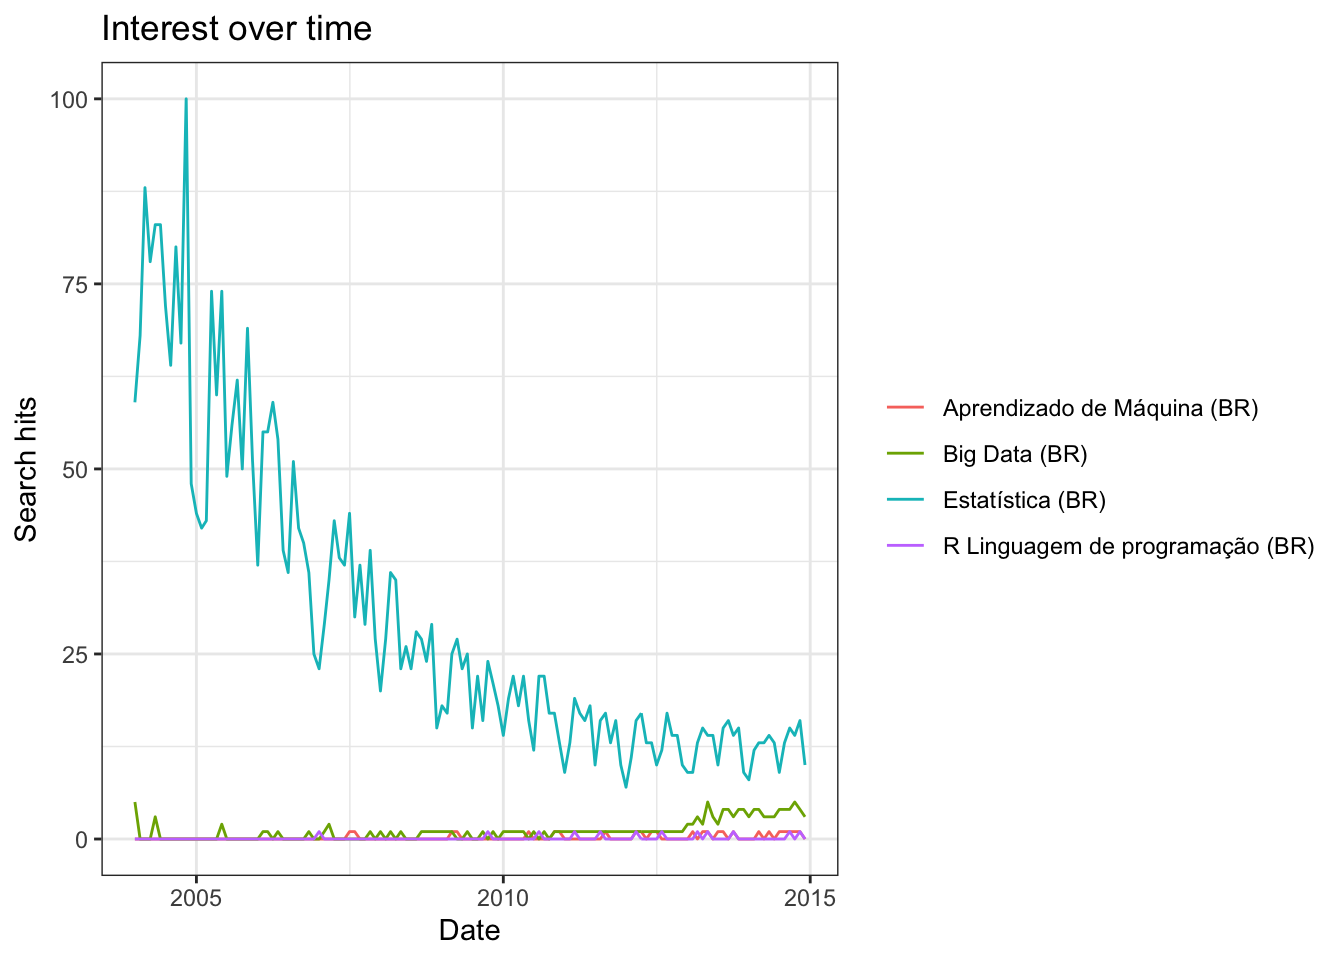 Interest over time
100
75
50
25
0
Search hits
2005
2010
2015
Date
Aprendizado de Máquina (BR)
Big Data (BR)
Estatística (BR)
R Linguagem de programação (BR)